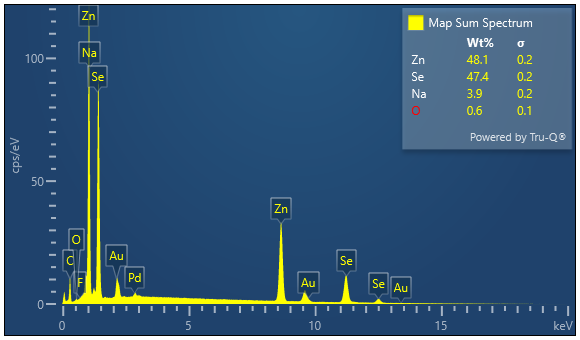 Map Sum Spectrum
Wt% σ
Zn 48.1 0.2
Se 47.4 0.2
Na 3.9 0.2
O 0.6 0.1
Powered by Tru-Q®
cps/eV
100
50
0
Zn
Na
Se
O
C
F
Au
Pd
Zn
Au
Se
Se
Au
0 5 10 15 keV